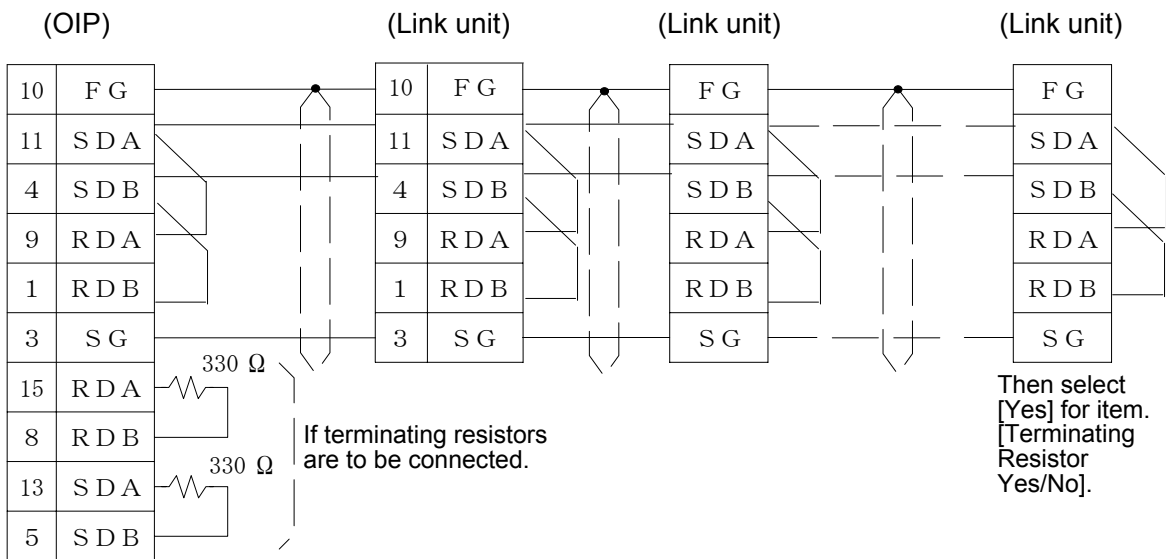 (OIP) (Link unit) (Link unit) (Link unit)
10 FG 10 FG FG FG
11 SDA 11 SDA SDA SDA
4 SDB 4 SDB SDB SDB
9 RDA 9 RDA RDA RDA
1 RDB 1 RDB RDB RDB
3 SG 3 SG SG SG
330 Ω
15 RDA
8 RDB
330 Ω
13 SDA
5 SDB
If terminating resistors
are to be connected.
Then select
[Yes] for item.
[Terminating
Resistor
Yes/No].